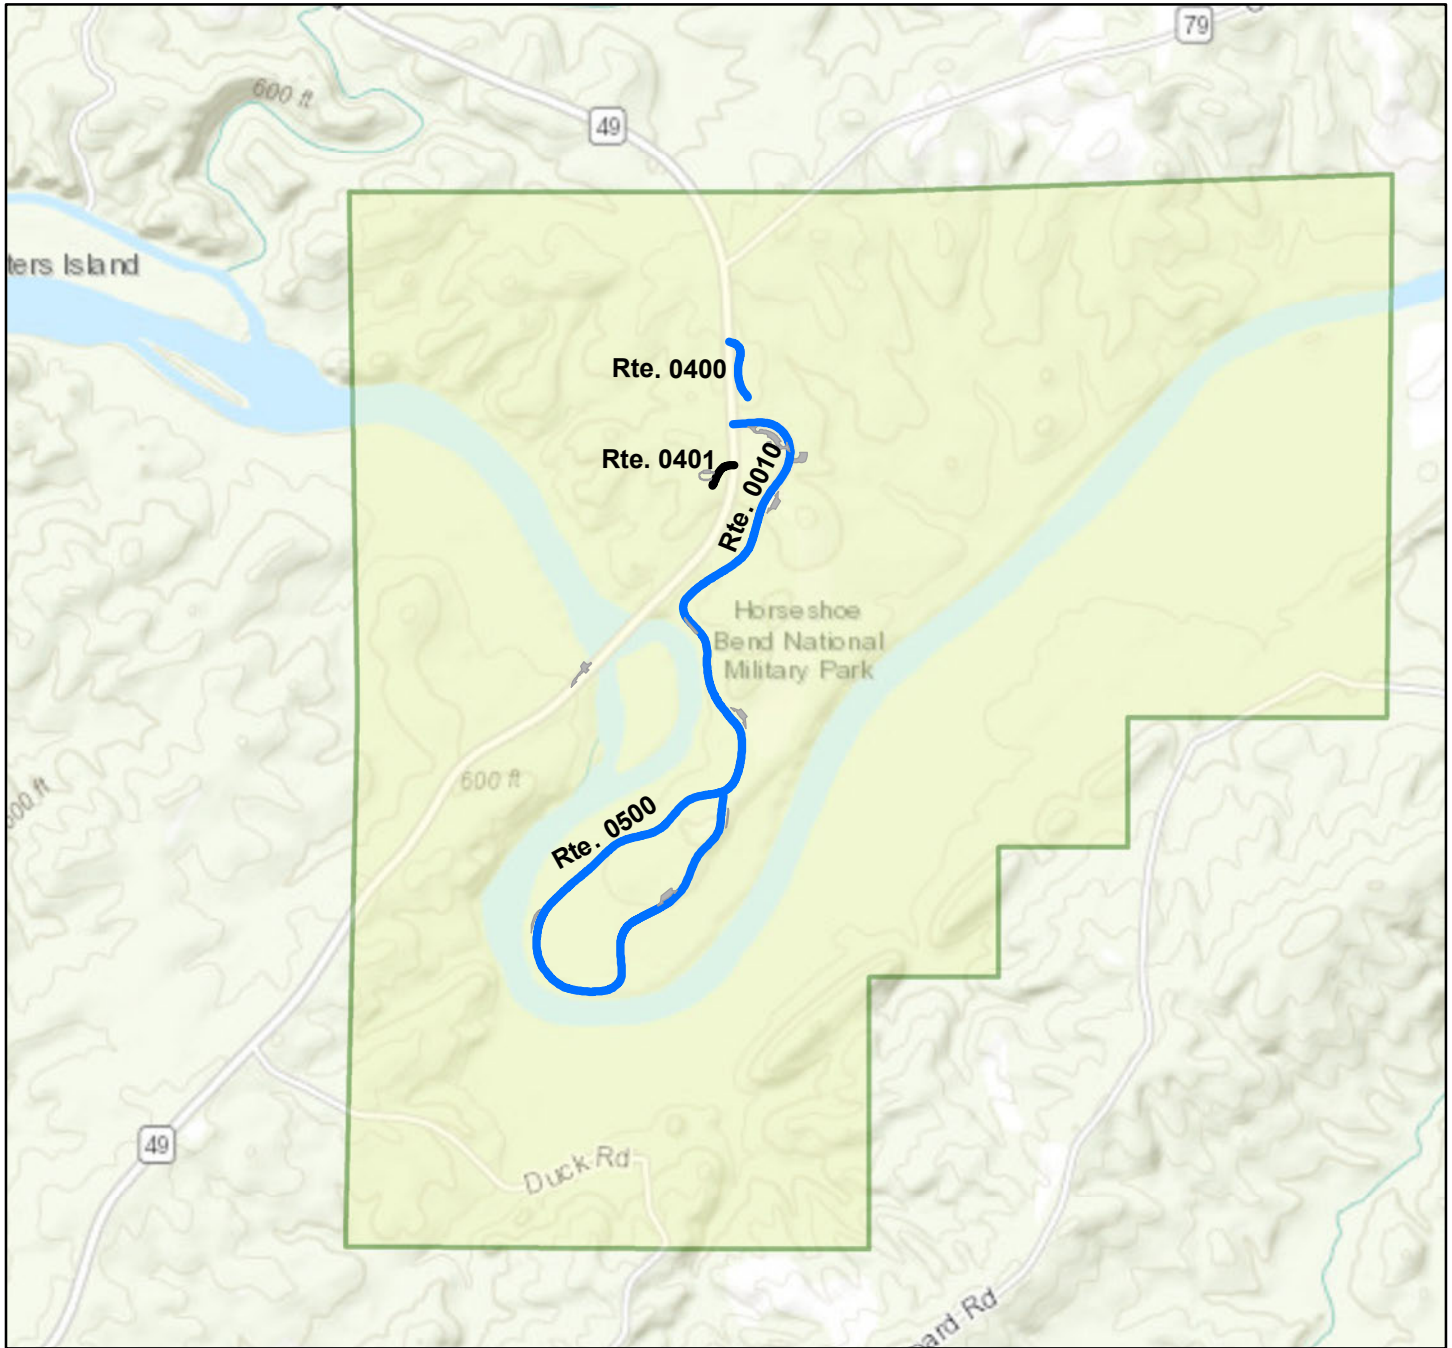 79
600 ft
49
ters Island
Rte. 0400
Rte. 0401
Rte. 0010
Horseshoe
Bend National
Military Park
600 ft
Rte. 0500
49
Duck Rd